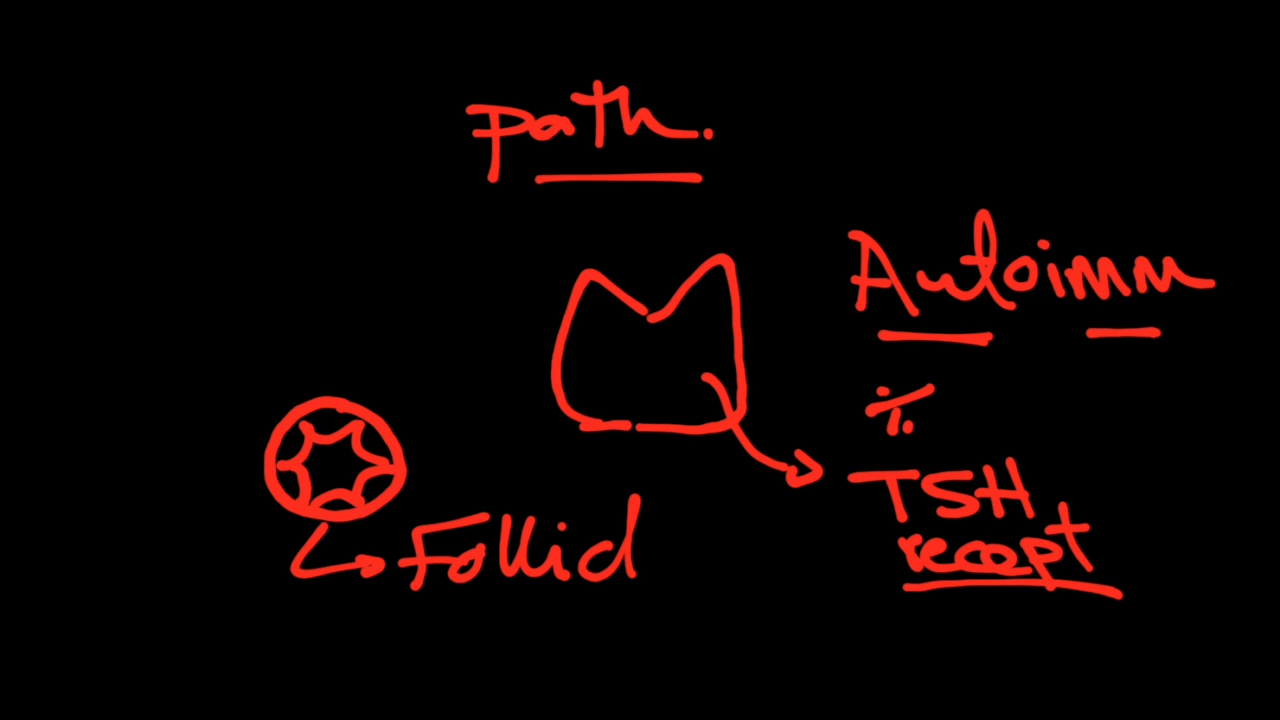 path.
Autoimm
TSH
recept
Follid